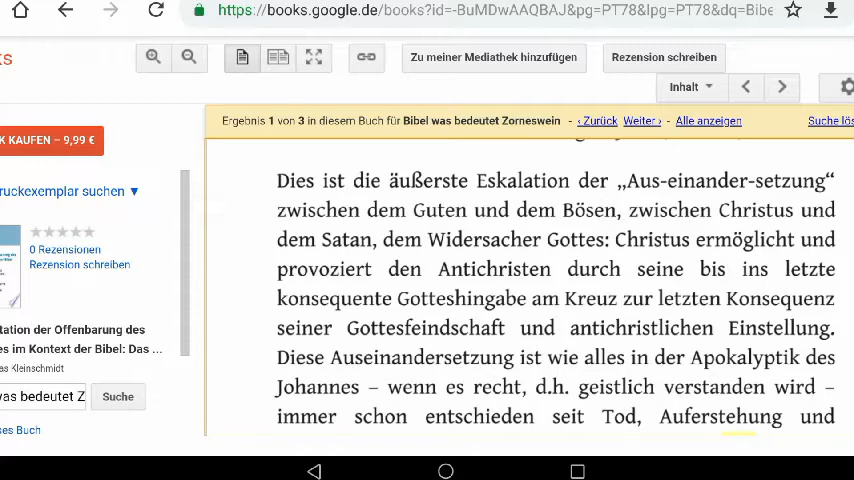 https://books.google.de/books?id=-BuMDwAAQBAJ&pg=PT78&lpg=PT78&dq=Bibe
ks
Zu meiner Mediathek hinzufügen
Rezension schreiben
Inhalt
Ergebnis 1 von 3 in diesem Buch für Bibel was bedeutet Zorneswein - ‹ Zurück Weiter › - Alle anzeigen
Suche lös
K KAUFEN – 9,99 €
ruckexemplar suchen ▼
0 Rezensionen
Rezension schreiben
tation der Offenbarung des
es im Kontext der Bibel: Das ...
as Kleinschmidt
was bedeutet Z
Suche
ses Buch
Dies ist die äußerste Eskalation der „Aus-einander-setzung“
zwischen dem Guten und dem Bösen, zwischen Christus und
dem Satan, dem Widersacher Gottes: Christus ermöglicht und
provoziert den Antichristen durch seine bis ins letzte
konsequente Gotteshingabe am Kreuz zur letzten Konsequenz
seiner Gottesfeindschaft und antichristlichen Einstellung.
Diese Auseinandersetzung ist wie alles in der Apokalyptik des
Johannes – wenn es recht, d.h. geistlich verstanden wird –
immer schon entschieden seit Tod, Auferstehung und